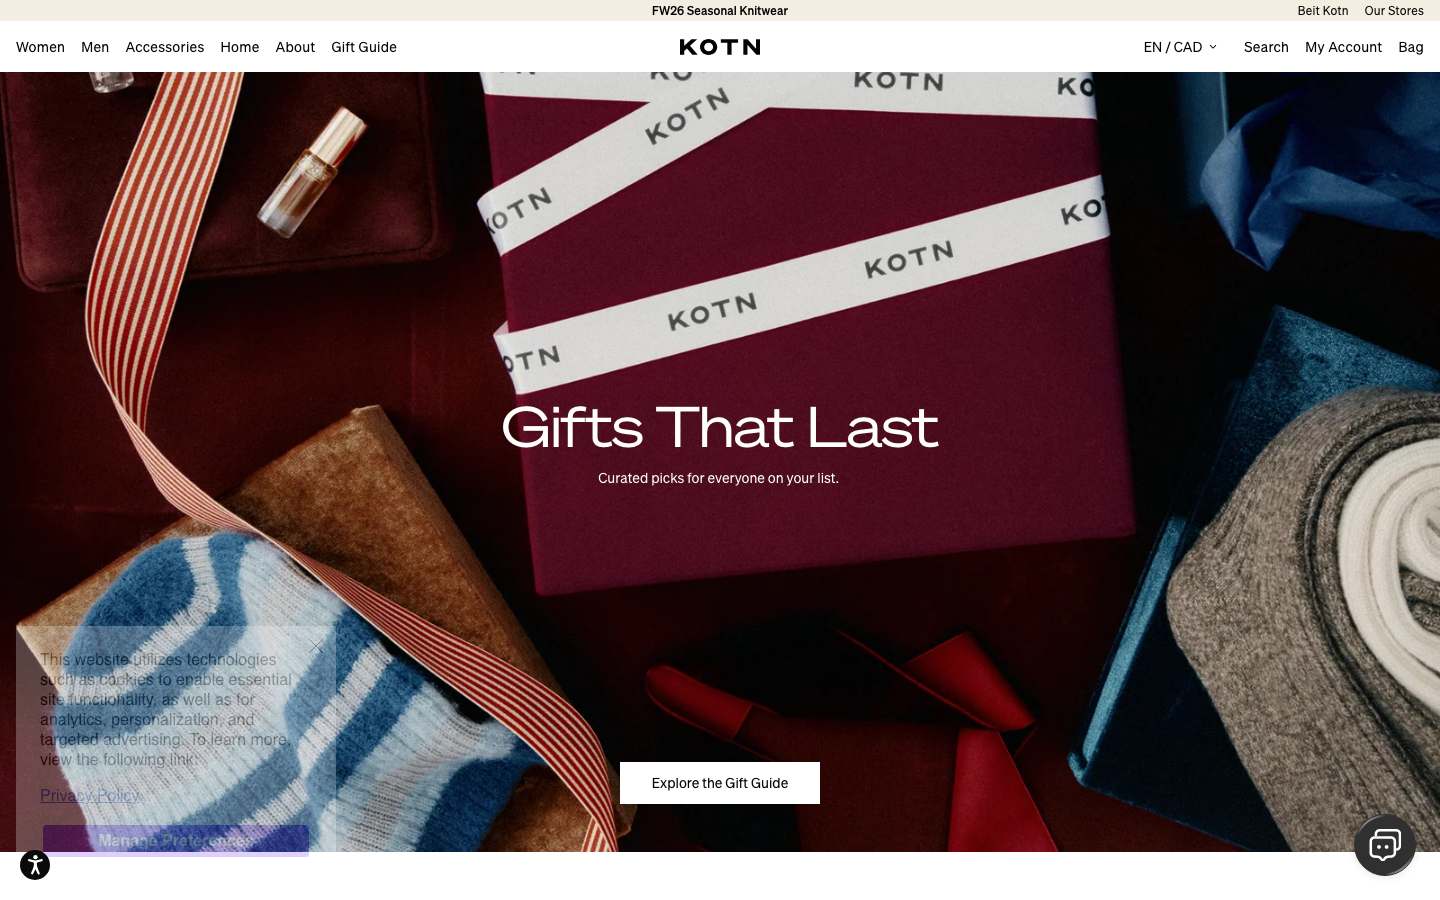 FW26 Seasonal Knitwear
Beit Kotn
Our Stores
Women
Men
Accessories
Home
About
Gift Guide
KOTN
EN / CAD
Search
My Account
Bag
KOTN
KOTN
KOTN
KOTN
KOTN
Gifts That Last
Curated picks for everyone on your list.
This website utilizes technologies
such as cookies to enable essential
site functionality, as well as for
analytics, personalization, and
targeted advertising. To learn more,
view the following link:
Privacy Policy
Manage Preferences
Explore the Gift Guide